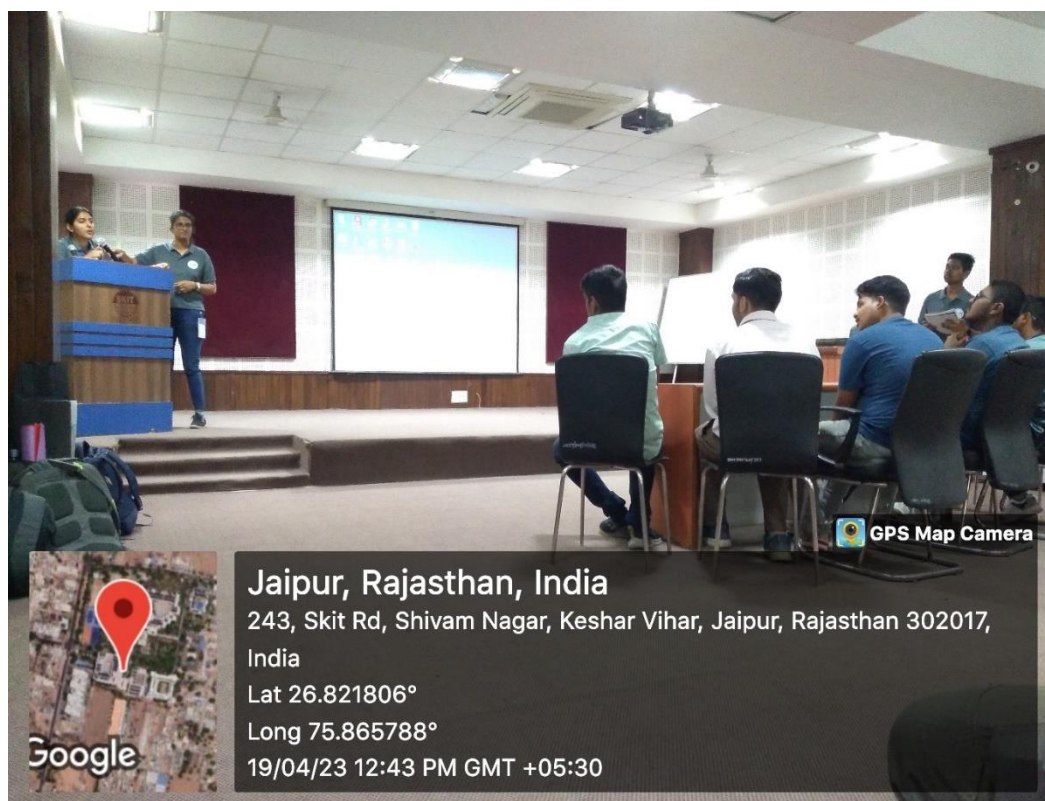 SKIT
GPS Map Camera
Jaipur, Rajasthan, India
243, Skit Rd, Shivam Nagar, Keshar Vihar, Jaipur, Rajasthan 302017,
India
Lat 26.821806°
Long 75.865788°
19/04/23 12:43 PM GMT +05:30
Google